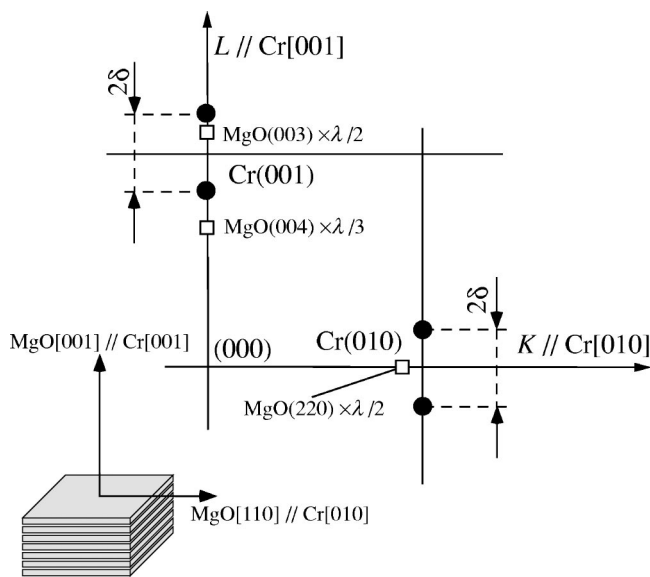 L // Cr[001]
2δ
MgO(003) ×λ/2
Cr(001)
MgO(004) ×λ/3
2δ
MgO[001] // Cr[001]
(000)
Cr(010)
K // Cr[010]
MgO(220) ×λ/2
MgO[110] // Cr[010]